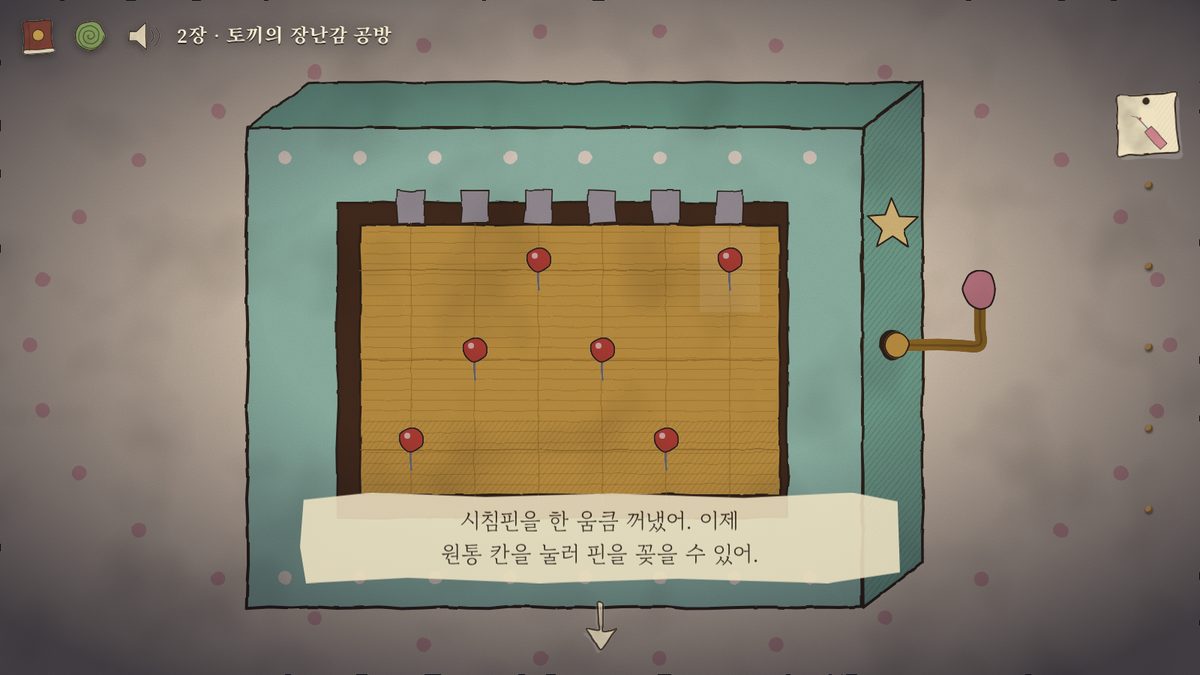 2장 · 토끼의 장난감 공방
시침핀을 한 움큼 꺼냈어. 이제
원통 칸을 눌러 핀을 꽂을 수 있어.